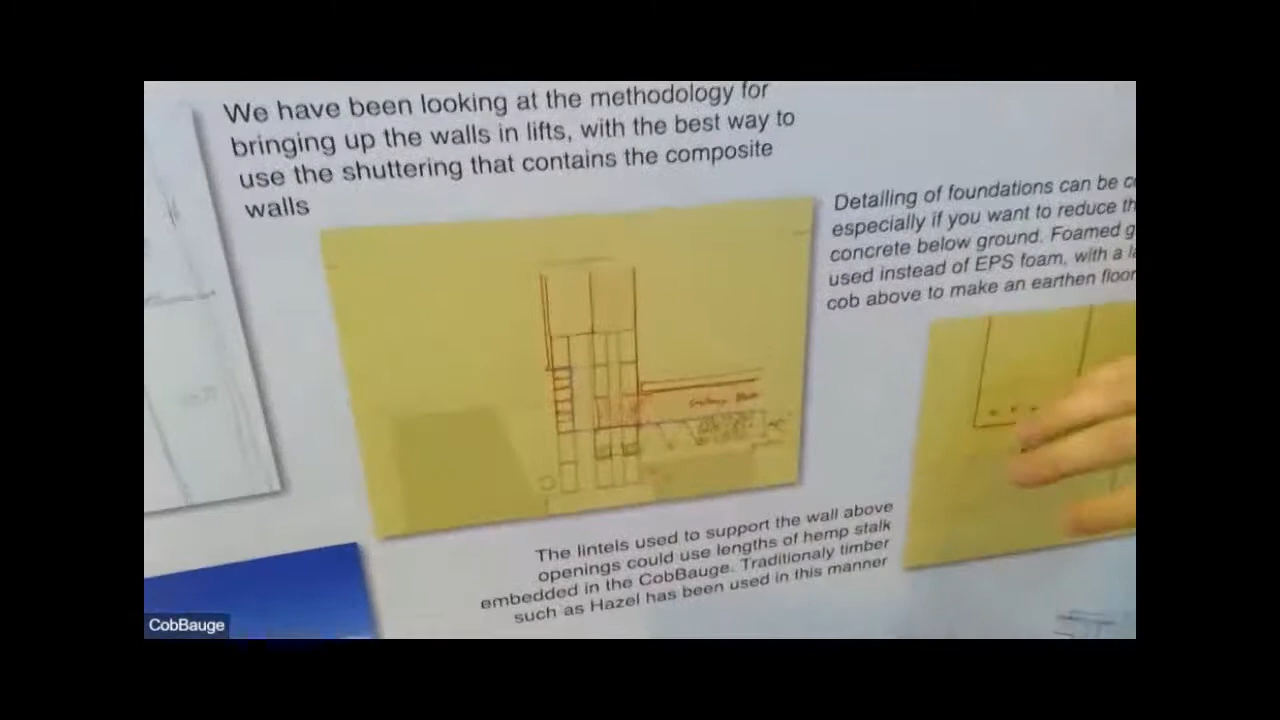 We have been looking at the methodology for
bringing up the walls in lifts, with the best way to
use the shuttering that contains the composite
walls
Detailing of foundations can be
especially if you want to reduce
concrete below ground. Foamed
used instead of EPS foam, with a
cob above to make an earthen floor
The lintels used to support the wall above
openings could use lengths of hemp stalk
embedded in the CobBauge. Traditionaly timber
such as Hazel has been used in this manner
CobBauge